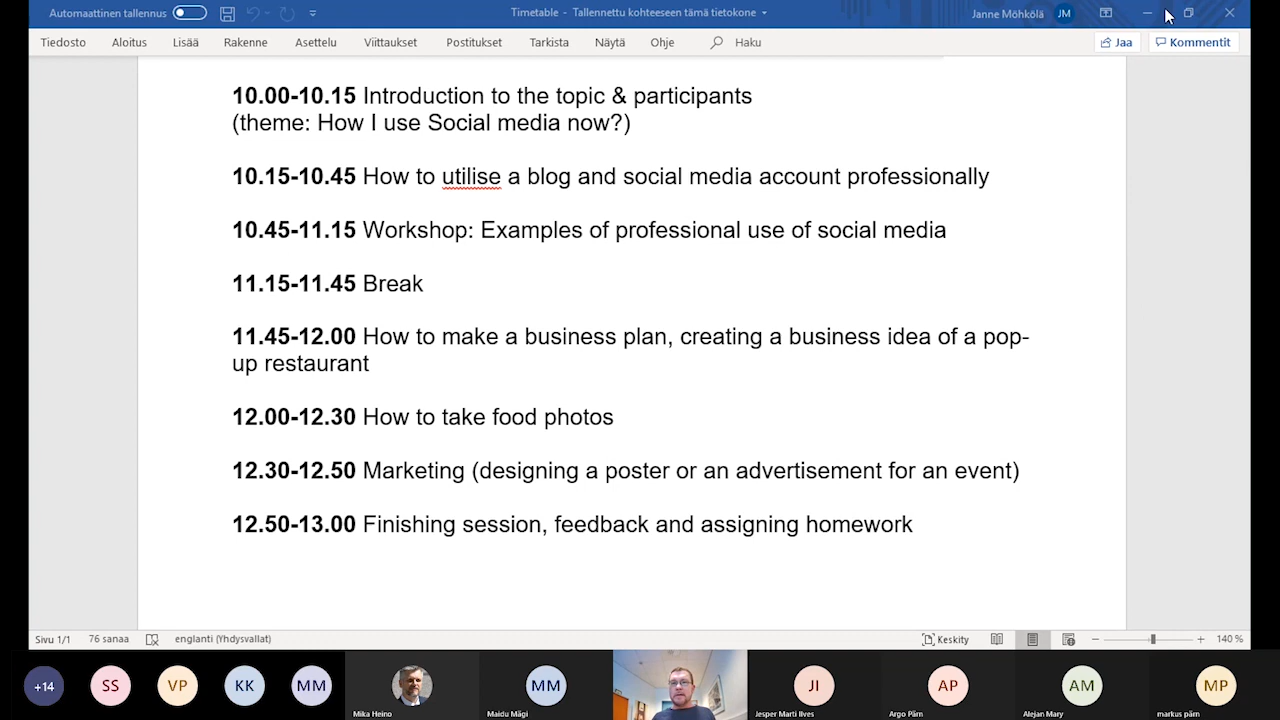 Automaattinen tallennus
Timetable - Tallennettu kohteeseen tämä tietokone
Janne Möhkölä JM
Tiedosto Aloitus Lisää Rakenne Asettelu Viittaukset Postitukset Tarkista Näytä Ohje Haku Jaa Kommentit
10.00-10.15 Introduction to the topic & participants
(theme: How I use Social media now?)
10.15-10.45 How to utilise a blog and social media account professionally
10.45-11.15 Workshop: Examples of professional use of social media
11.15-11.45 Break
11.45-12.00 How to make a business plan, creating a business idea of a pop-
up restaurant
12.00-12.30 How to take food photos
12.30-12.50 Marketing (designing a poster or an advertisement for an event)
12.50-13.00 Finishing session, feedback and assigning homework
Sivu 1/1 76 sanaa englanti (Yhdysvallat) Keskity 140 %
+14 SS VP KK MM MM JI AP AM MP
Mika Heino Maidu Mägi Jesper Marti Ilves Argo Pärn Alejan Mary markus pärn